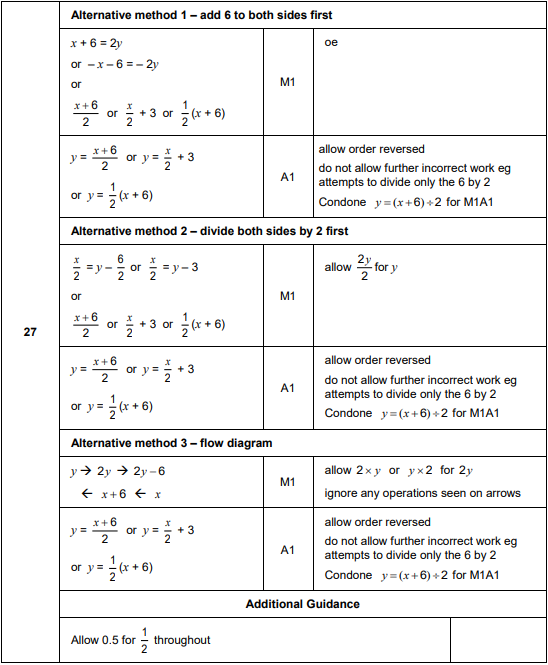 Alternative method 1 – add 6 to both sides first
x + 6 = 2y
or – x – 6 = – 2y
or
x+6/2 or x/2 + 3 or 1/2(x + 6)
M1
oe
y = x+6/2 or y = x/2 + 3
or y = 1/2(x + 6)
A1
allow order reversed
do not allow further incorrect work eg
attempts to divide only the 6 by 2
Condone y = (x + 6) ÷ 2 for M1A1
Alternative method 2 – divide both sides by 2 first
x/2 = y – 6/2 or x/2 = y – 3
or
x+6/2 or x/2 + 3 or 1/2(x + 6)
M1
allow 2y/2 for y
27
y = x+6/2 or y = x/2 + 3
or y = 1/2(x + 6)
A1
allow order reversed
do not allow further incorrect work eg
attempts to divide only the 6 by 2
Condone y = (x + 6) ÷ 2 for M1A1
Alternative method 3 – flow diagram
y → 2y → 2y – 6
← x + 6 ← x
M1
allow 2 × y or y × 2 for 2y
ignore any operations seen on arrows
y = x+6/2 or y = x/2 + 3
or y = 1/2(x + 6)
A1
allow order reversed
do not allow further incorrect work eg
attempts to divide only the 6 by 2
Condone y = (x + 6) ÷ 2 for M1A1
Additional Guidance
Allow 0.5 for 1/2 throughout